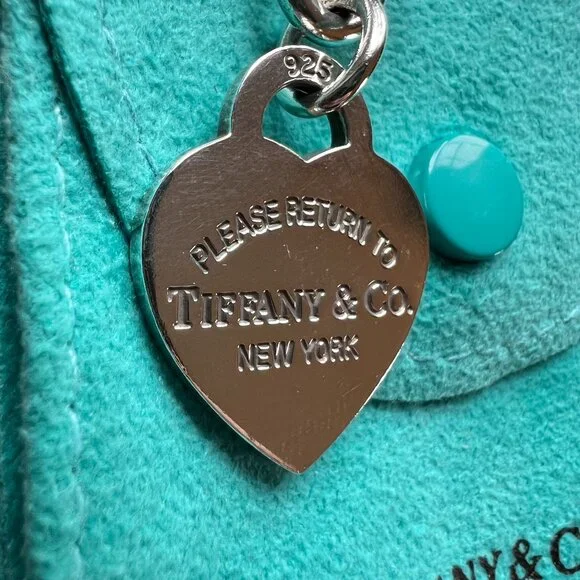 925
PLEASE RETURN TO
TIFFANY & CO.
NEW YORK